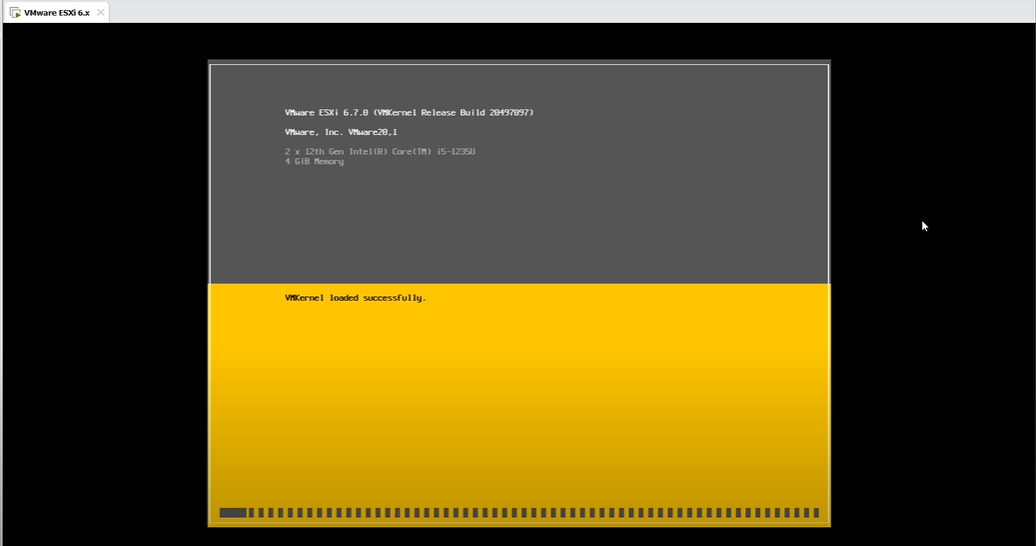 VMware ESXi 6.x
VMware ESXi 6.7.0 (VMKernel Release Build 20497097)
VMware, Inc. VMware20,1
2 x 12th Gen Intel(R) Core(TM) i5-1235U
4 GiB Memory
VMKernel loaded successfully.